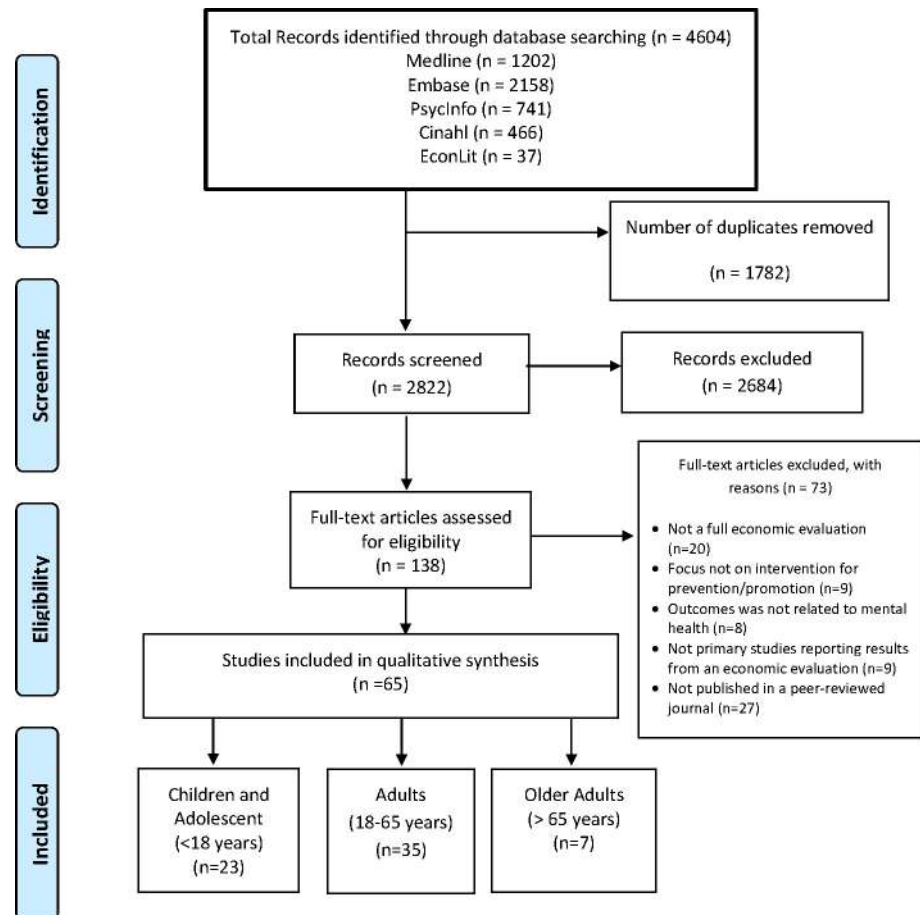 Identification
Total Records identified through database searching (n = 4604)
Medline (n = 1202)
Embase (n = 2158)
PsycInfo (n = 741)
Cinahl (n = 466)
EconLit (n = 37)
Number of duplicates removed
(n = 1782)
Screening
Records screened
(n = 2822)
Records excluded
(n = 2684)
Eligibility
Full-text articles assessed
for eligibility
(n = 138)
Full-text articles excluded, with
reasons (n = 73)
• Not a full economic evaluation
(n=20)
• Focus not on intervention for
prevention/promotion (n=9)
• Outcomes was not related to mental
health (n=8)
• Not primary studies reporting results
from an economic evaluation (n=9)
• Not published in a peer-reviewed
journal (n=27)
Studies included in qualitative synthesis
(n =65)
Included
Children and
Adolescent
(<18 years)
(n=23)
Adults
(18-65 years)
(n=35)
Older Adults
(> 65 years)
(n=7)